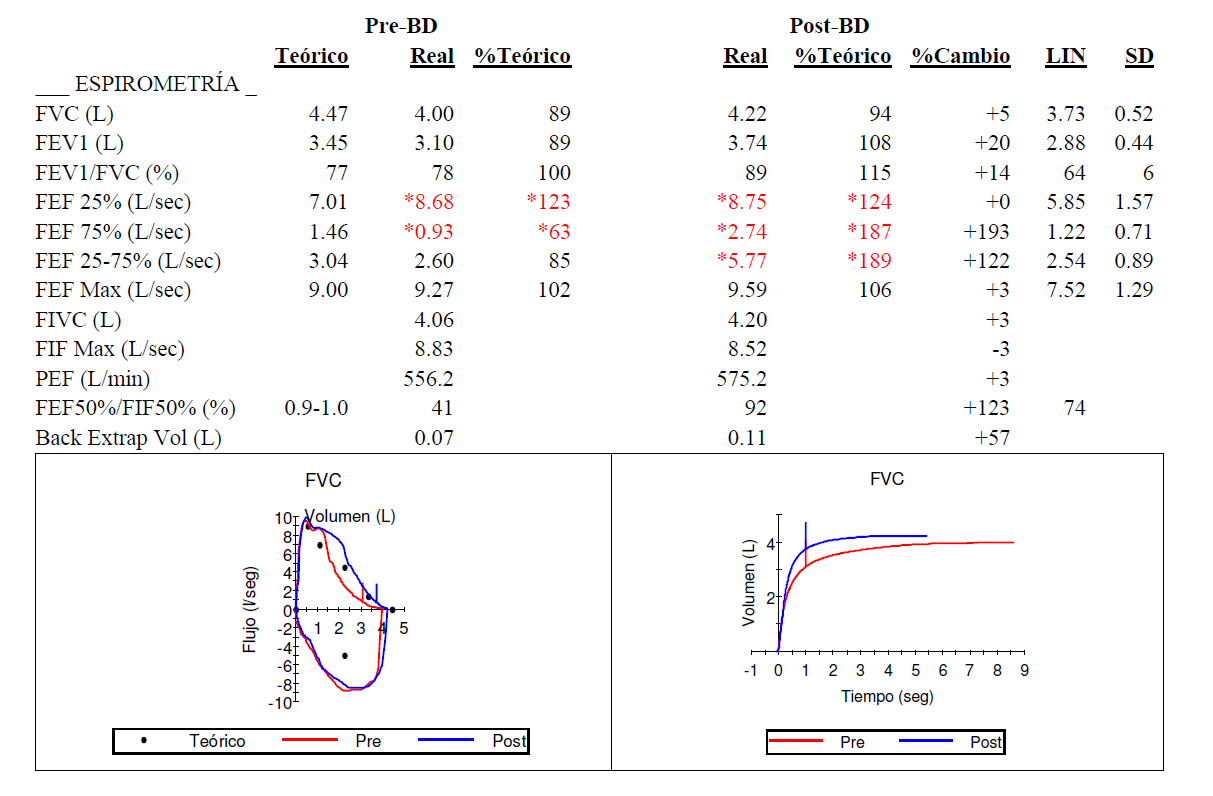 Pre-BD Post-BD
Teórico Real %Teórico Real %Teórico %Cambio LIN SD
___ ESPIROMETRÍA _
FVC (L) 4.47 4.00 89 4.22 94 +5 3.73 0.52
FEV1 (L) 3.45 3.10 89 3.74 108 +20 2.88 0.44
FEV1/FVC (%) 77 78 100 89 115 +14 64 6
FEF 25% (L/sec) 7.01 *8.68 *123 *8.75 *124 +0 5.85 1.57
FEF 75% (L/sec) 1.46 *0.93 *63 *2.74 *187 +193 1.22 0.71
FEF 25-75% (L/sec) 3.04 2.60 85 *5.77 *189 +122 2.54 0.89
FEF Max (L/sec) 9.00 9.27 102 9.59 106 +3 7.52 1.29
FIVC (L) 4.06 4.20 +3
FIF Max (L/sec) 8.83 8.52 -3
PEF (L/min) 556.2 575.2 +3
FEF50%/FIF50% (%) 0.9-1.0 41 92 +123 74
Back Extrap Vol (L) 0.07 0.11 +57
FVC
Volumen (L)
10
8
6
4
2
0
-2
-4
-6
-8
-10
1 2 3 4 5
Flujo (l/seg)
Teórico Pre Post
FVC
Volumen (L)
4
2
-1 0 1 2 3 4 5 6 7 8 9
Tiempo (seg)
Pre Post